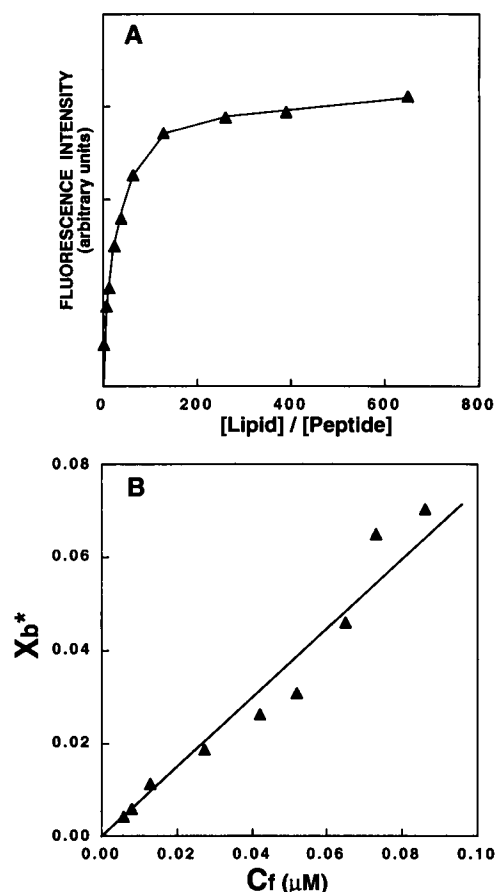 A
FLUORESCENCE INTENSITY
(arbitrary units)
0 200 400 600 800
[Lipid] / [Peptide]
B
0.08
0.06
0.04
0.02
0.00
Xb*
0.00 0.02 0.04 0.06 0.08 0.10
Cf (μM)